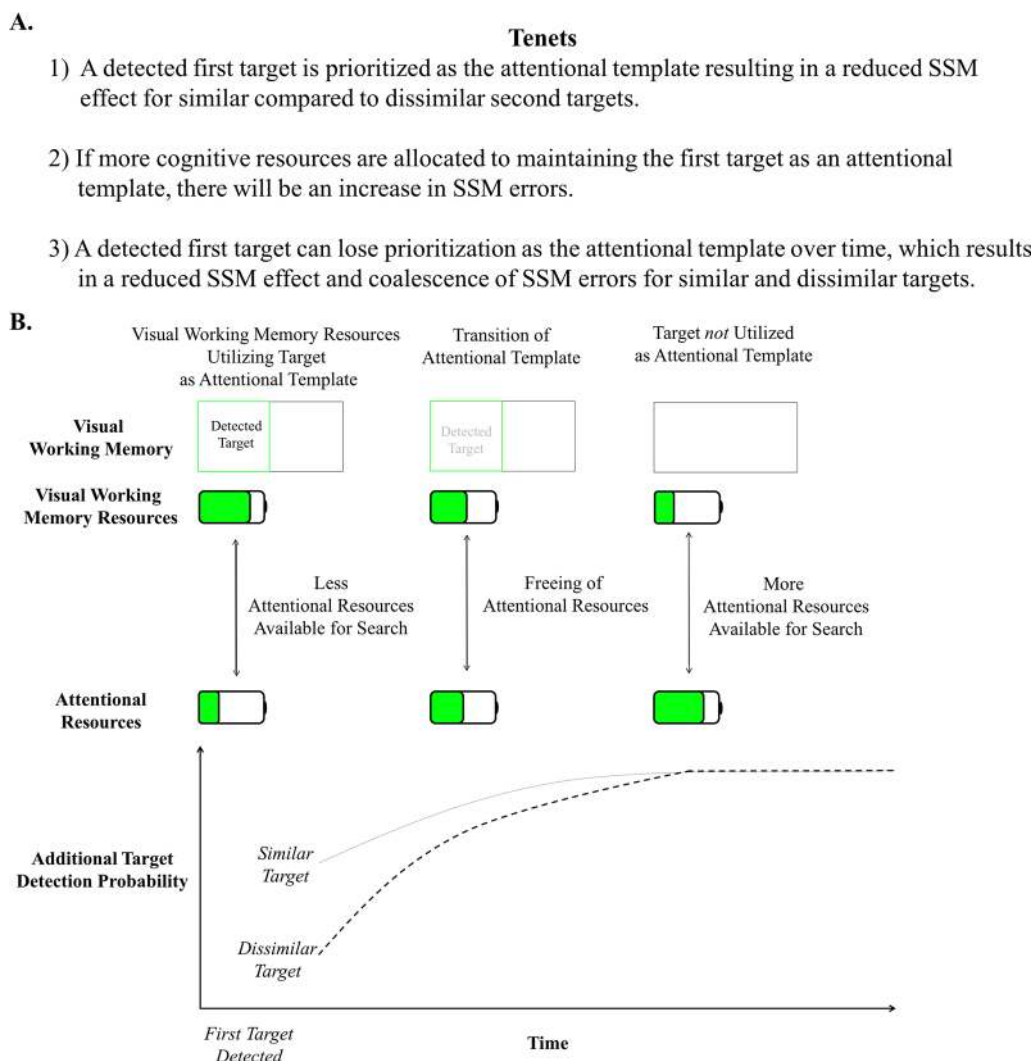 A.
Tenets
1) A detected first target is prioritized as the attentional template resulting in a reduced SSM
effect for similar compared to dissimilar second targets.
2) If more cognitive resources are allocated to maintaining the first target as an attentional
template, there will be an increase in SSM errors.
3) A detected first target can lose prioritization as the attentional template over time, which results
in a reduced SSM effect and coalescence of SSM errors for similar and dissimilar targets.
B.
Visual Working Memory Resources
Utilizing Target
as Attentional Template
Transition of
Attentional Template
Target not Utilized
as Attentional Template
Visual
Working Memory
Detected
Target
Detected
Target
Visual Working
Memory Resources
Less
Attentional Resources
Available for Search
Freeing of
Attentional Resources
More
Attentional Resources
Available for Search
Attentional
Resources
Additional Target
Detection Probability
Similar
Target
Dissimilar
Target
First Target
Detected
Time